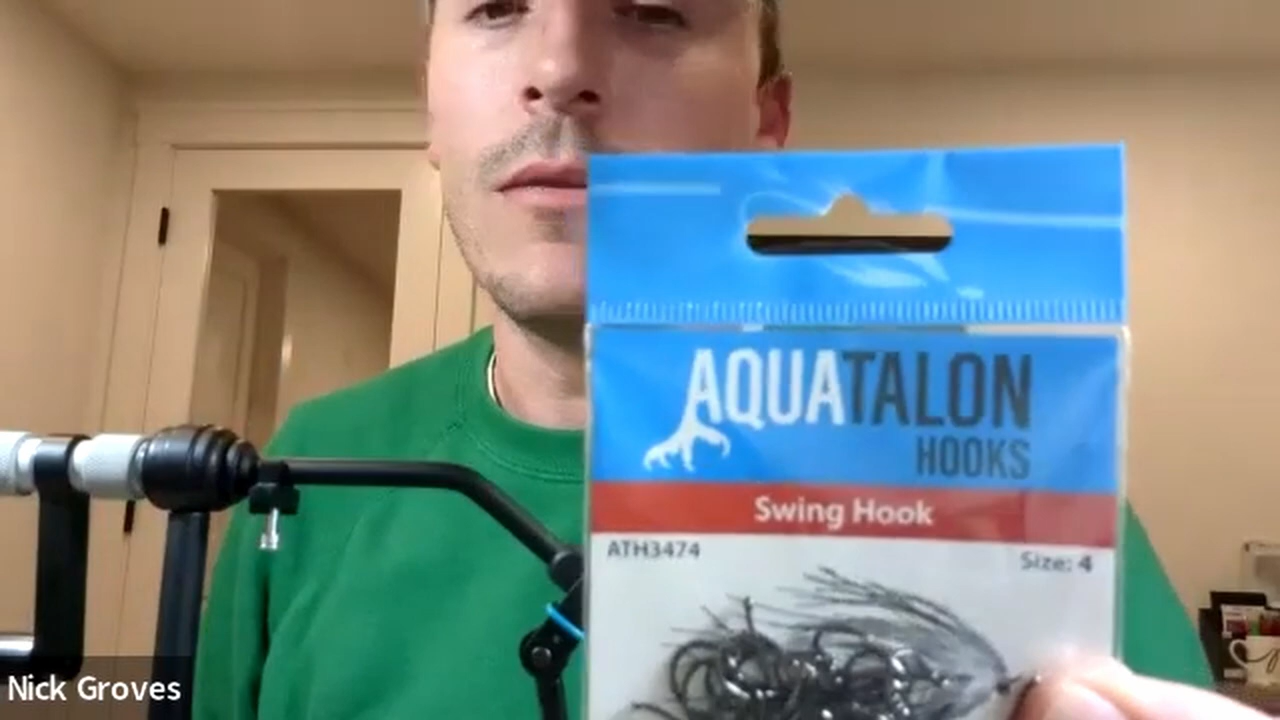 AQUATALON
HOOKS
Swing Hook
ATH3474
Size: 4
Nick Groves